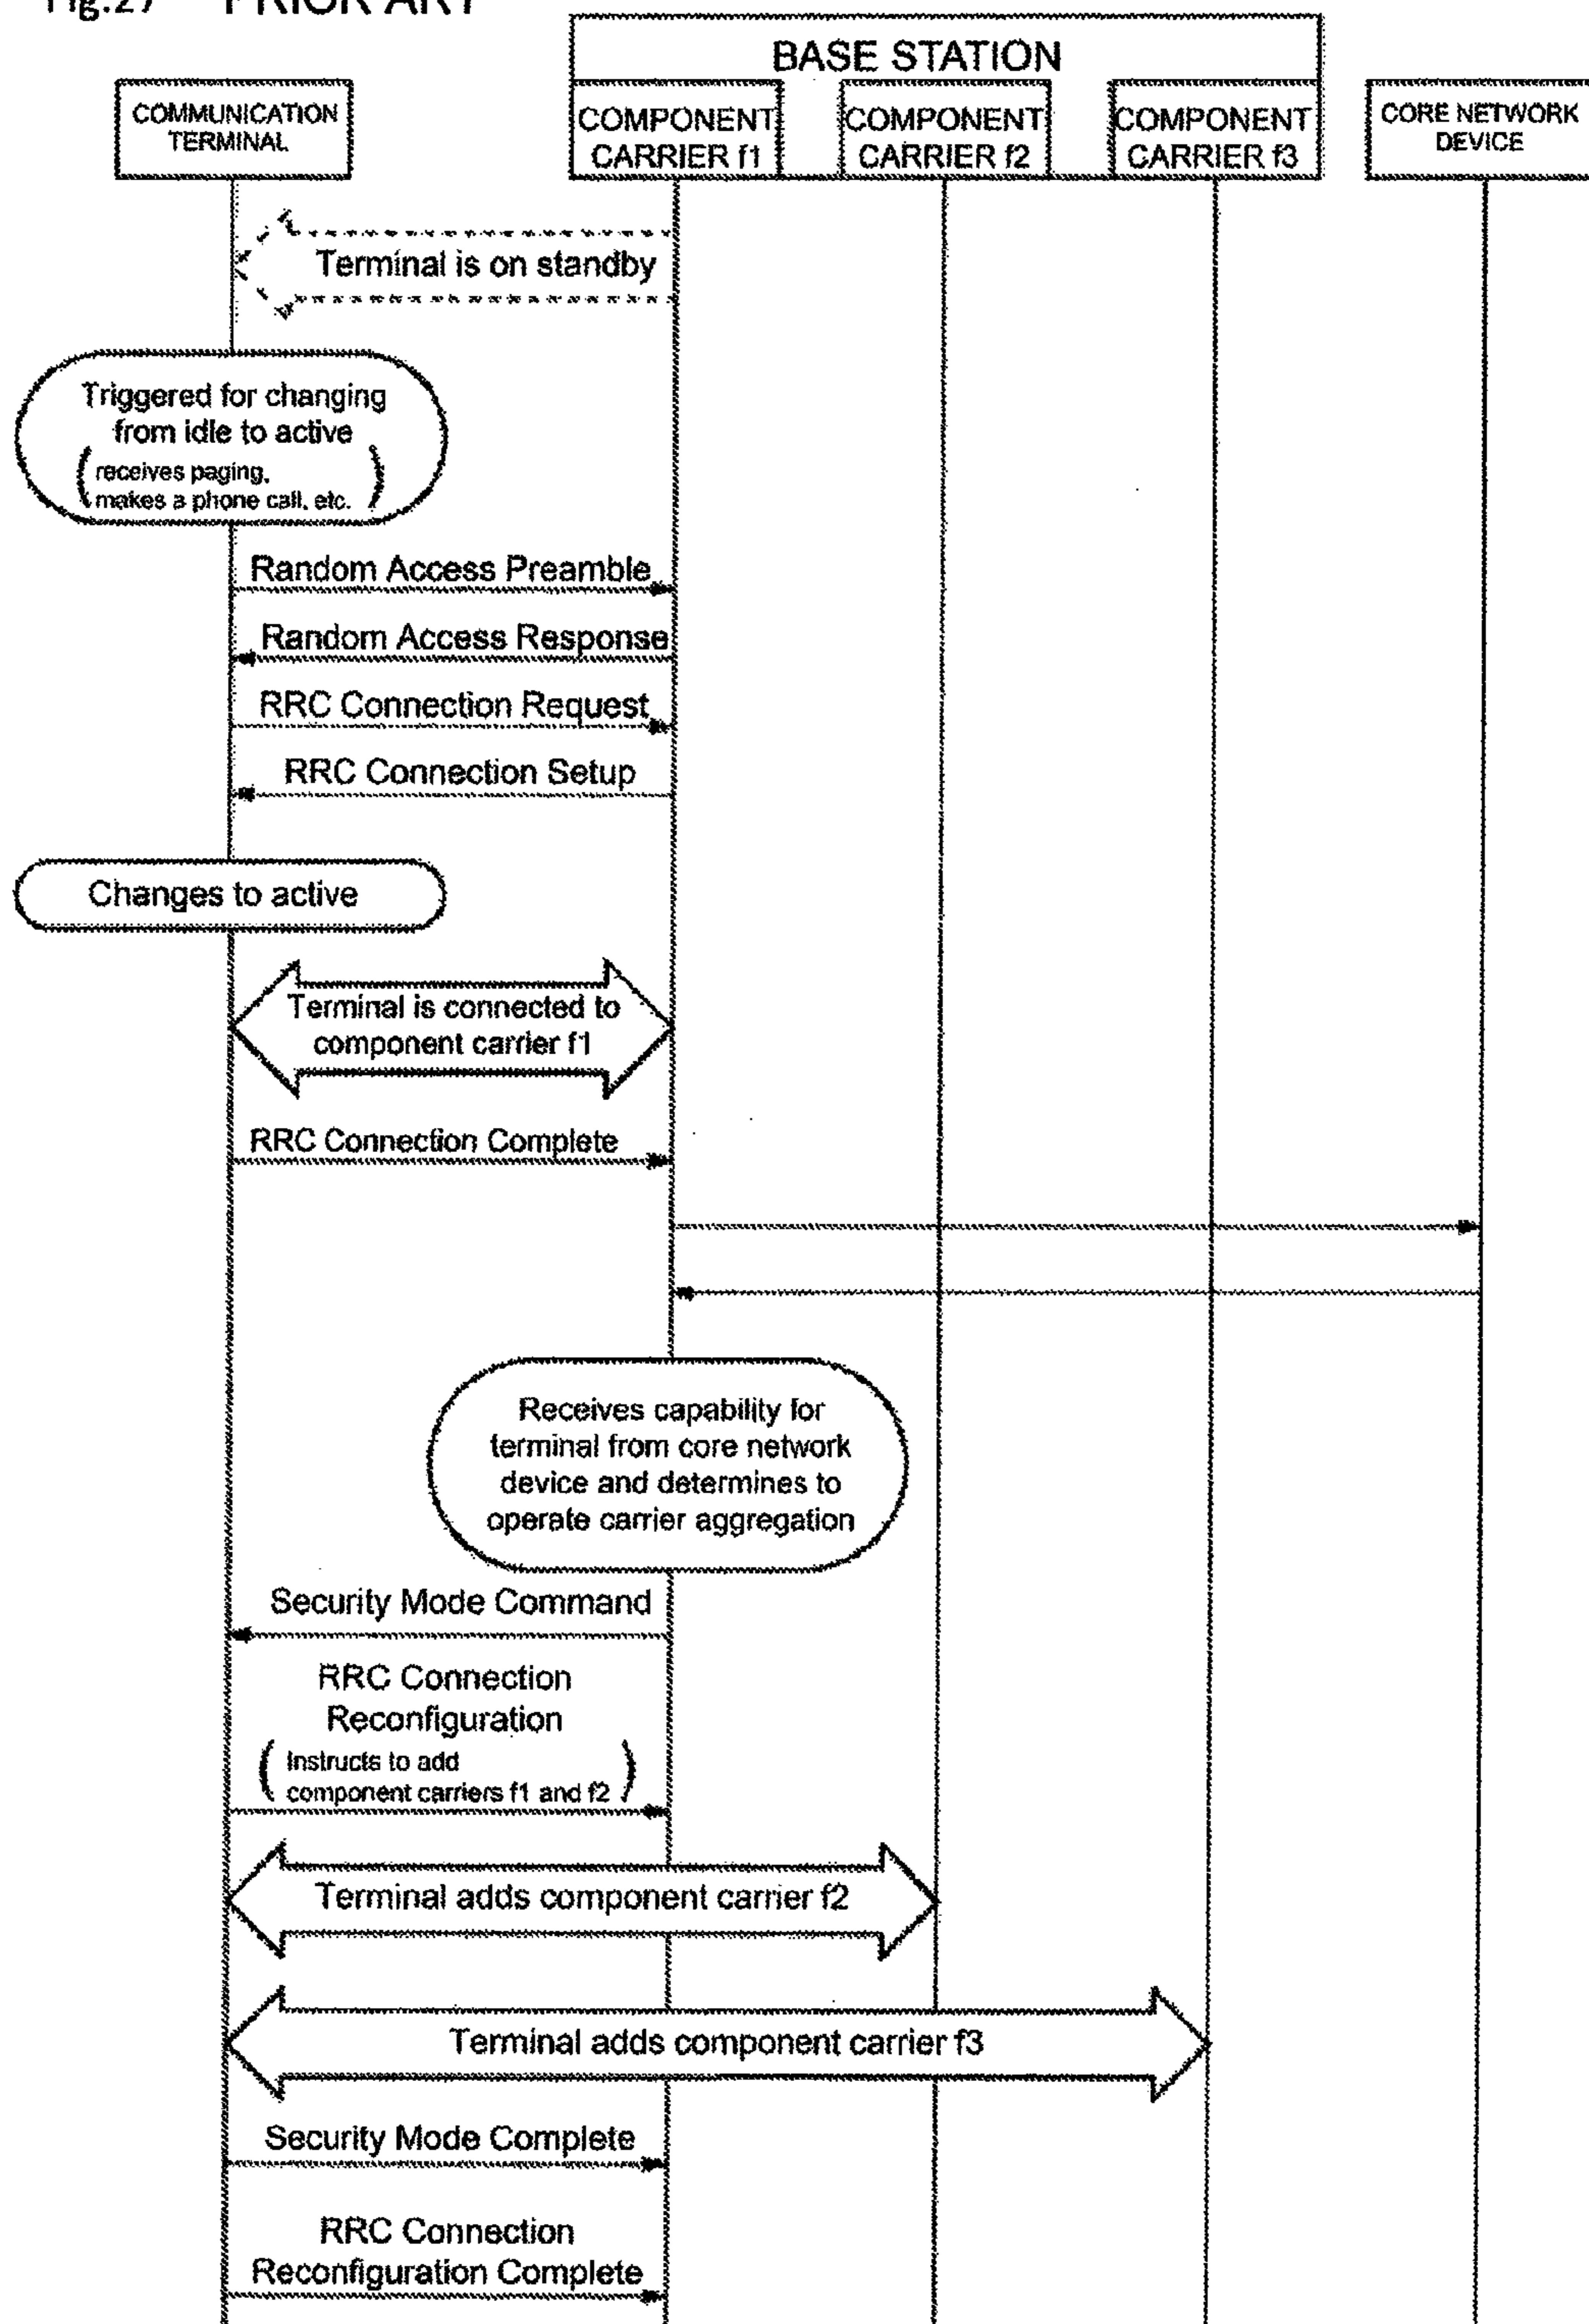 Fig.27 PRIOR ART
BASE STATION
COMMUNICATION
TERMINAL
COMPONENT
CARRIER f1
COMPONENT
CARRIER f2
COMPONENT
CARRIER f3
CORE NETWORK
DEVICE
Terminal is on standby
Triggered for changing
from idle to active
( receives paging,
makes a phone call, etc. )
Random Access Preamble
Random Access Response
RRC Connection Request
RRC Connection Setup
Changes to active
Terminal is connected to
component carrier f1
RRC Connection Complete
Receives capability for
terminal from core network
device and determines to
operate carrier aggregation
Security Mode Command
RRC Connection
Reconfiguration
( Instructs to add
component carriers f1 and f2 )
Terminal adds component carrier f2
Terminal adds component carrier f3
Security Mode Complete
RRC Connection
Reconfiguration Complete